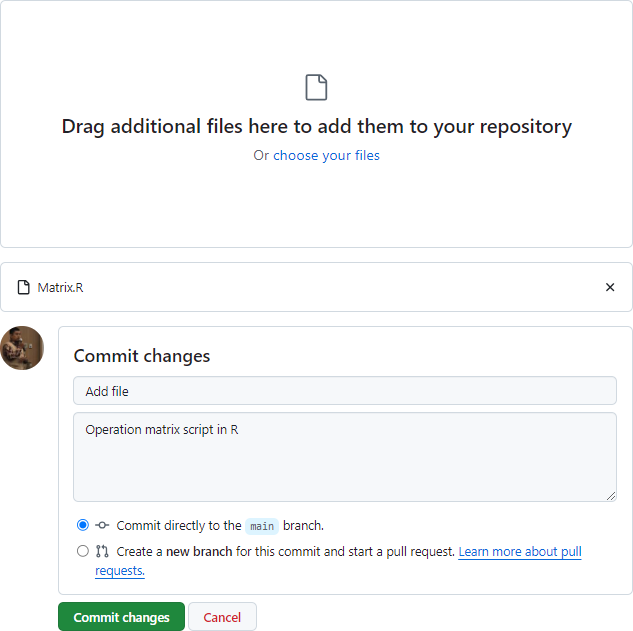 Drag additional files here to add them to your repository
Or choose your files
Matrix.R
Commit changes
Add file
Operation matrix script in R
Commit directly to the main branch.
Create a new branch for this commit and start a pull request. Learn more about pull
requests.
Commit changes
Cancel